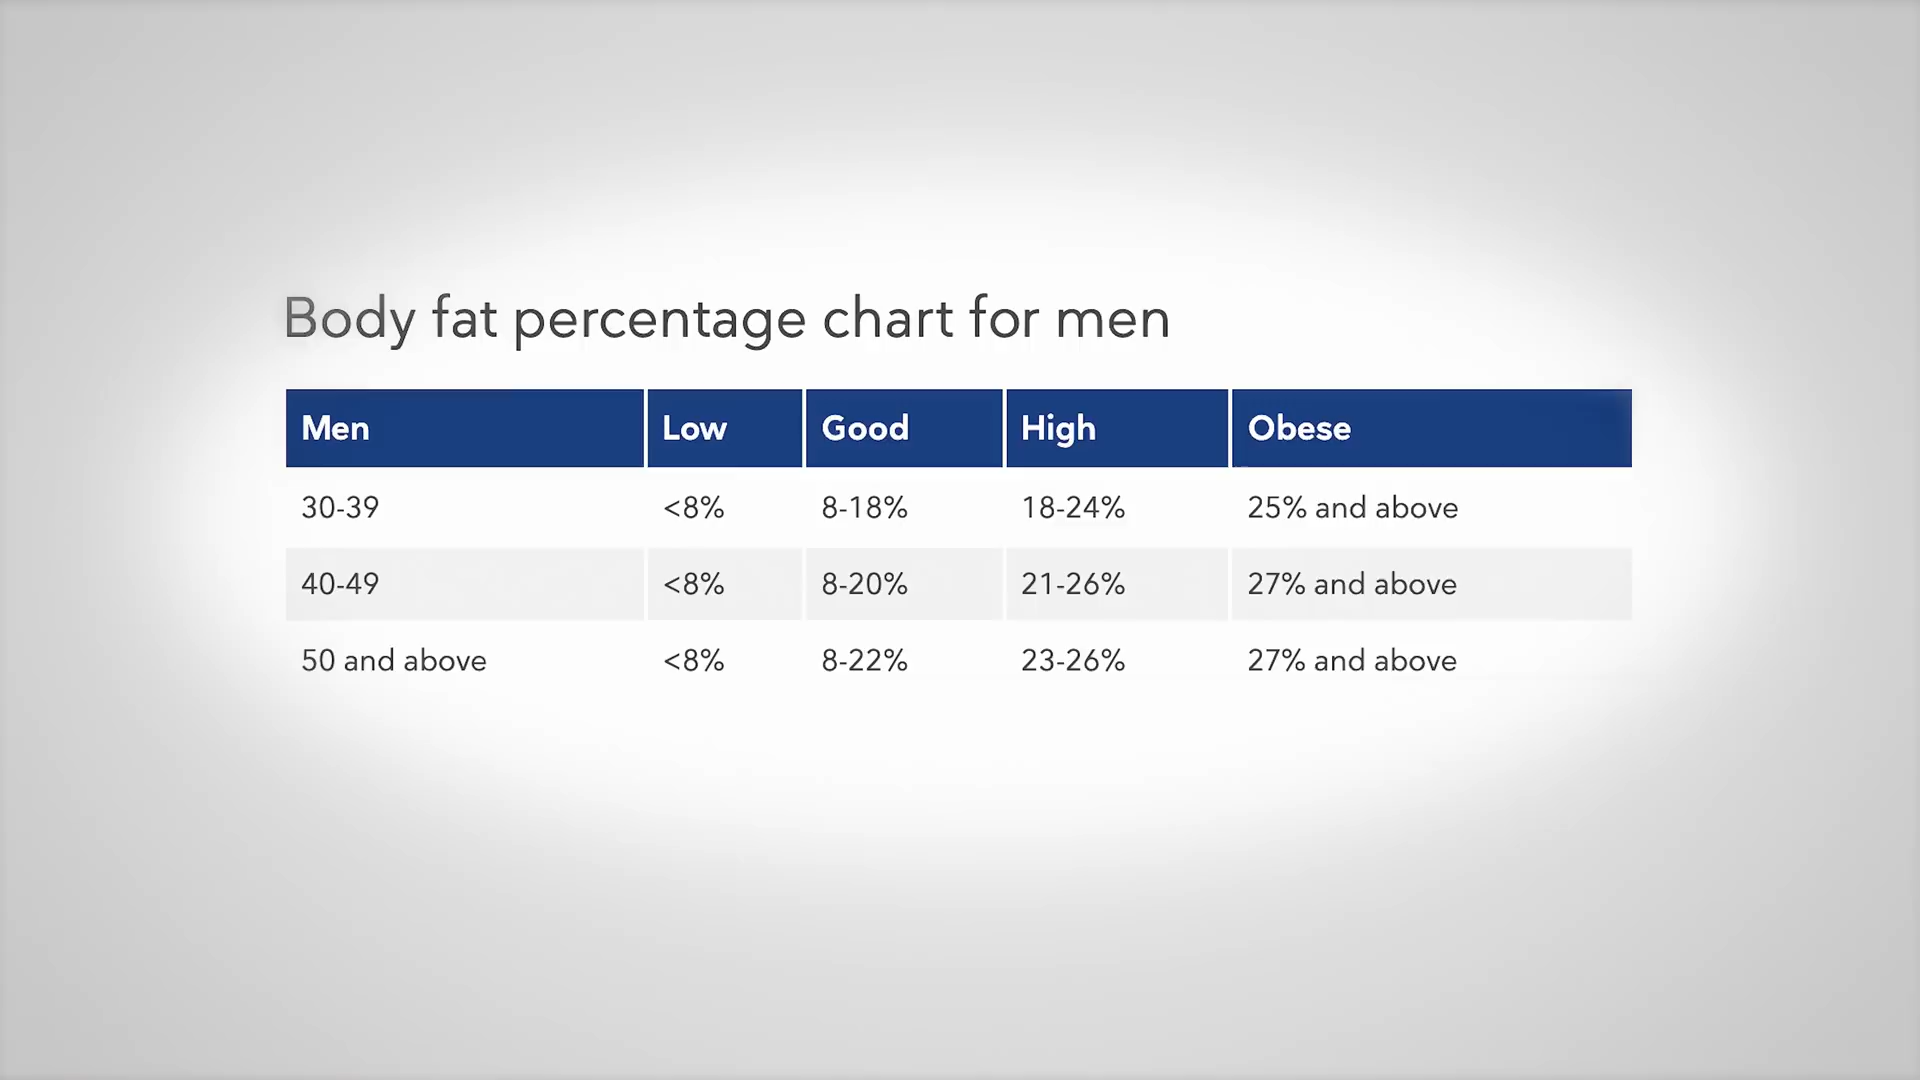 Body fat percentage chart for men
Men Low Good High Obese
30-39 <8% 8-18% 18-24% 25% and above
40-49 <8% 8-20% 21-26% 27% and above
50 and above <8% 8-22% 23-26% 27% and above